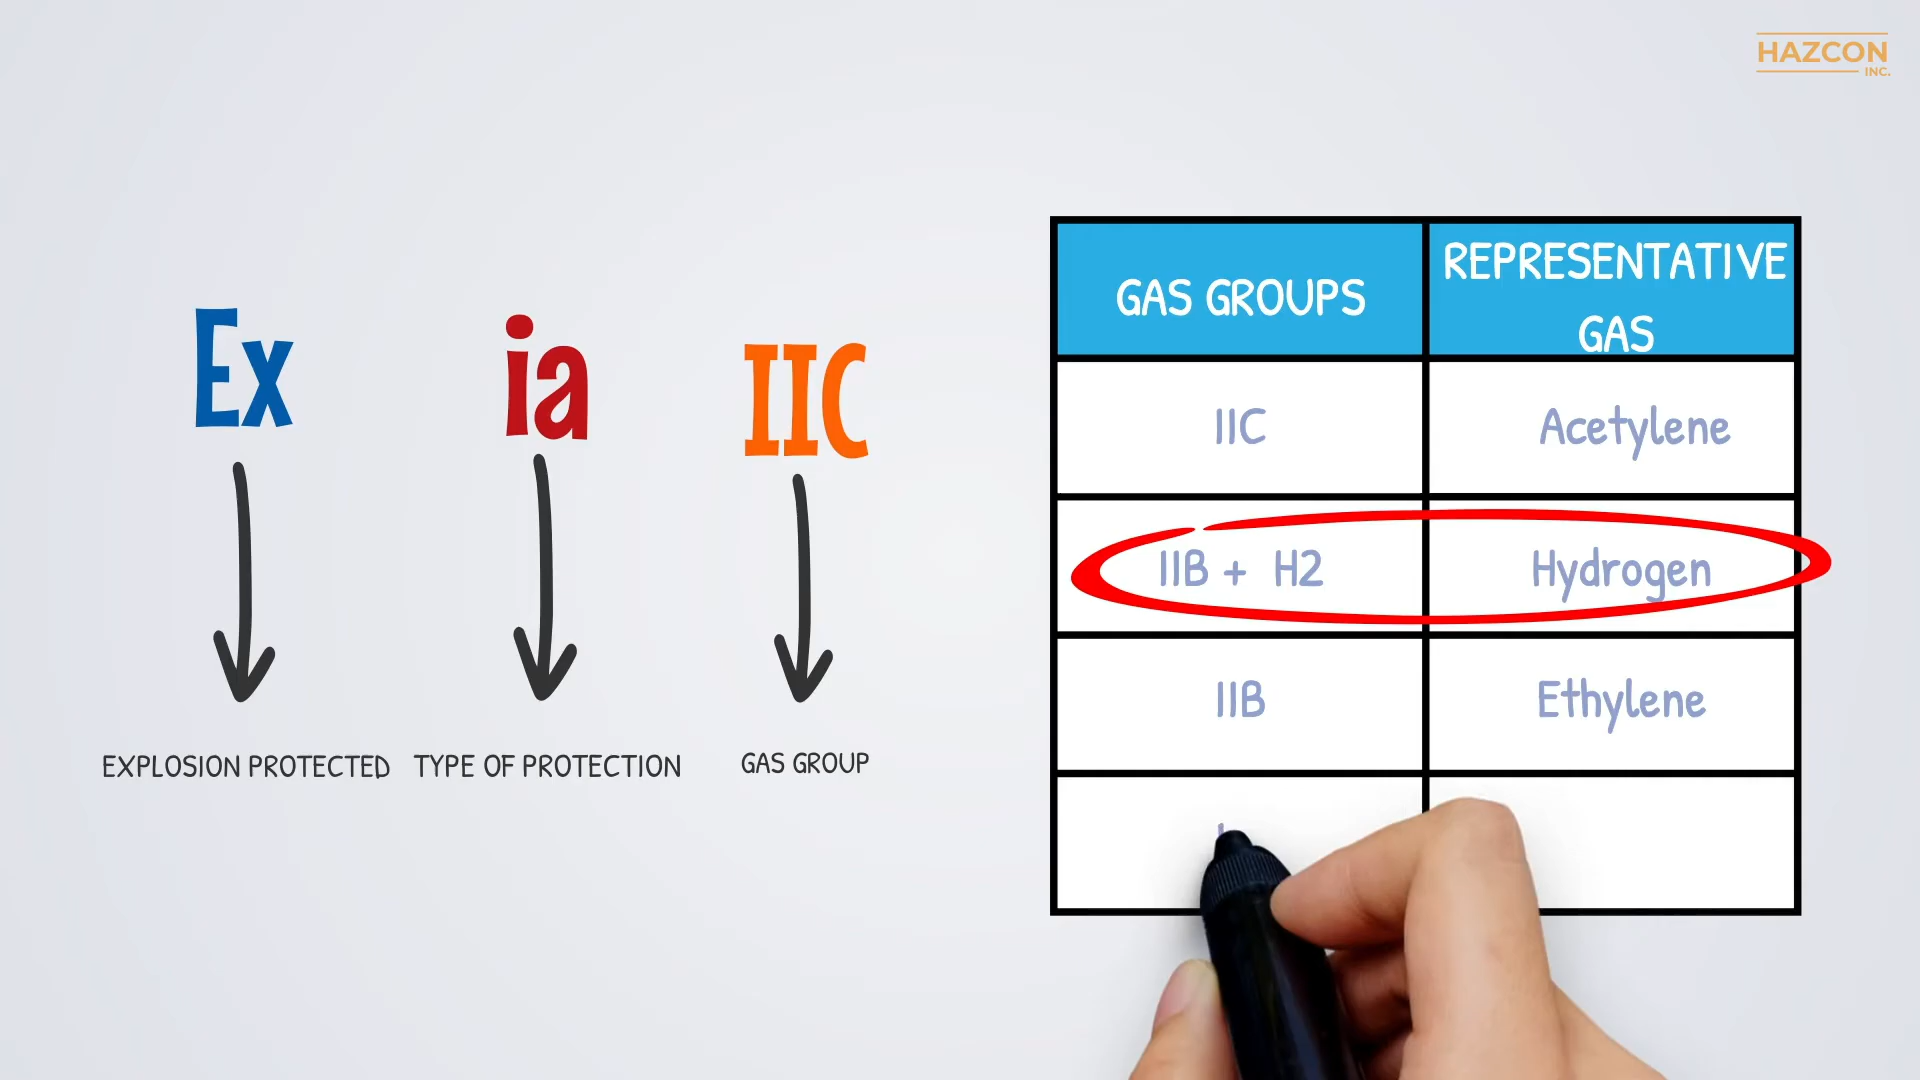 HAZCON
INC.
Ex
ia
IIC
EXPLOSION PROTECTED
TYPE OF PROTECTION
GAS GROUP
GAS GROUPS
REPRESENTATIVE
GAS
IIC
Acetylene
IIB + H2
Hydrogen
IIB
Ethylene